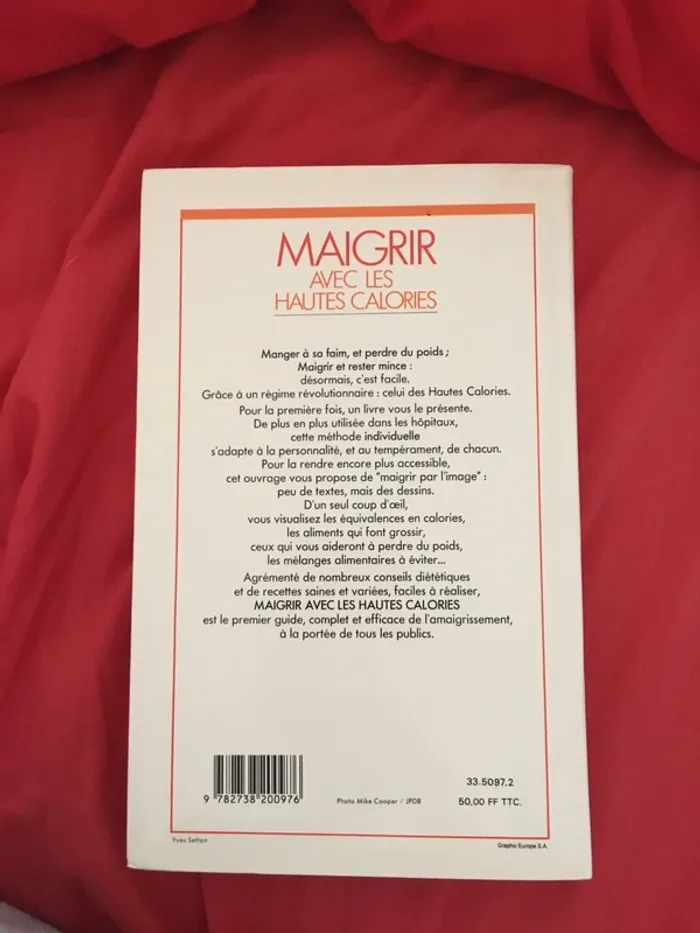 MAIGRIR
AVEC LES
HAUTES CALORIES
Manger à sa faim, et perdre du poids ;
Maigrir et rester mince :
désormais, c'est facile.
Grâce à un régime révolutionnaire : celui des Hautes Calories.
Pour la première fois, un livre vous le présente.
De plus en plus utilisée dans les hôpitaux,
cette méthode individuelle
s'adapte à la personnalité, et au tempérament, de chacun.
Pour la rendre encore plus accessible,
cet ouvrage vous propose de "maigrir par l'image" :
peu de textes, mais des dessins.
D'un seul coup d'œil,
vous visualisez les équivalences en calories,
les aliments qui font grossir,
ceux qui vous aideront à perdre du poids,
les mélanges alimentaires à éviter...
Agrémenté de nombreux conseils diététiques
et de recettes saines et variées, faciles à réaliser,
MAIGRIR AVEC LES HAUTES CALORIES
est le premier guide, complet et efficace de l'amaigrissement,
à la portée de tous les publics.
33.5097.2
9 782738 200976
Photo Mike Cooper / JPDB
50,00 FF TTC.
Yves Setton
Graphic Europe S.A.